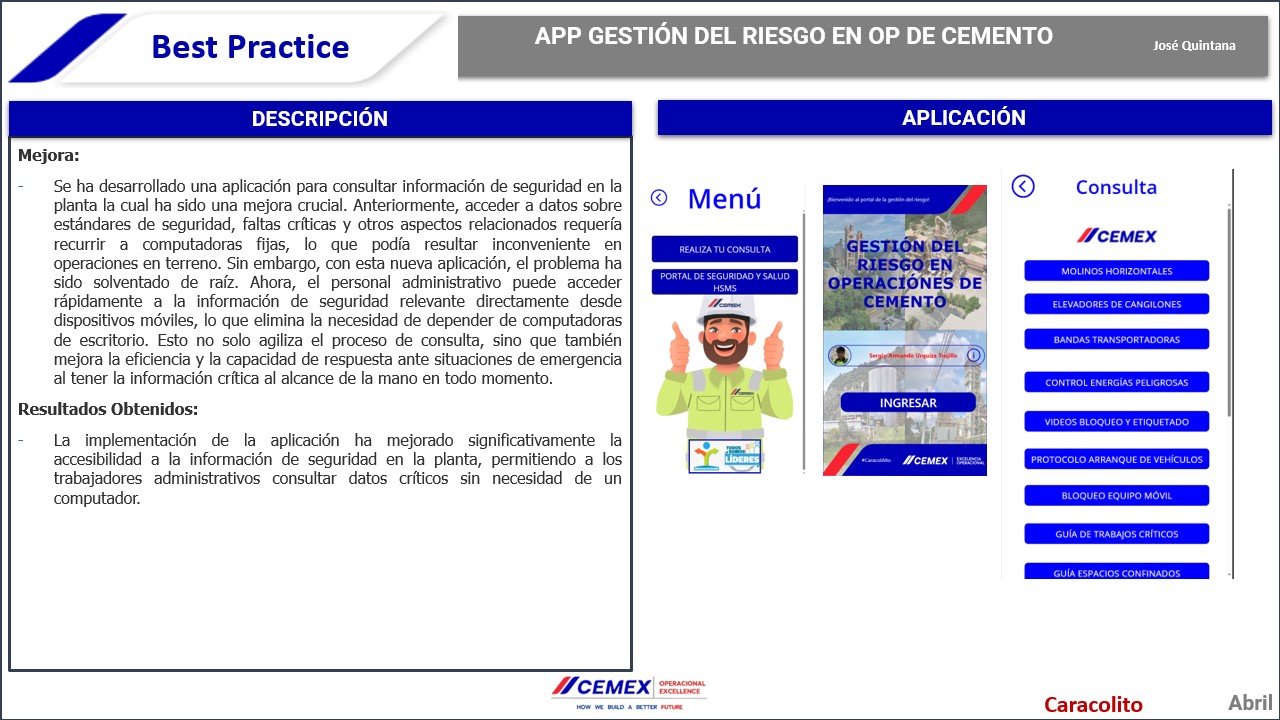 Best Practice
APP GESTIÓN DEL RIESGO EN OP DE CEMENTO
José Quintana
DESCRIPCIÓN
Mejora:
- Se ha desarrollado una aplicación para consultar información de seguridad en la
planta la cual ha sido una mejora crucial. Anteriormente, acceder a datos sobre
estándares de seguridad, faltas críticas y otros aspectos relacionados requería
recurrir a computadoras fijas, lo que podía resultar inconveniente en
operaciones en terreno. Sin embargo, con esta nueva aplicación, el problema ha
sido solventado de raíz. Ahora, el personal administrativo puede acceder
rápidamente a la información de seguridad relevante directamente desde
dispositivos móviles, lo que elimina la necesidad de depender de computadoras
de escritorio. Esto no solo agiliza el proceso de consulta, sino que también
mejora la eficiencia y la capacidad de respuesta ante situaciones de emergencia
al tener la información crítica al alcance de la mano en todo momento.
Resultados Obtenidos:
- La implementación de la aplicación ha mejorado significativamente la
accesibilidad a la información de seguridad en la planta, permitiendo a los
trabajadores administrativos consultar datos críticos sin necesidad de un
computador.
APLICACIÓN
Menú
REALIZA TU CONSULTA
PORTAL DE SEGURIDAD Y SALUD
HSMS
CEMEX
CEMEX
TODOS
SOMOS
LÍDERES
¡Bienvenido al portal de la gestión del riesgo!
GESTIÓN DEL
RIESGO EN
OPERACIONES DE
CEMENTO
Sergio Armando Urquiza Trujillo
INGRESAR
#CaracolAlto
CEMEX
EXCELENCIA
OPERACIONAL
Consulta
CEMEX
MOLINOS HORIZONTALES
ELEVADORES DE CANGILONES
BANDAS TRANSPORTADORAS
CONTROL ENERGÍAS PELIGROSAS
VIDEOS BLOQUEO Y ETIQUETADO
PROTOCOLO ARRANQUE DE VEHÍCULOS
BLOQUEO EQUIPO MÓVIL
GUÍA DE TRABAJOS CRÍTICOS
GUÍA ESPACIOS CONFINADOS
CEMEX
OPERACIONAL
EXCELLENCE
HOW WE BUILD A BETTER FUTURE
Caracolito
Abril